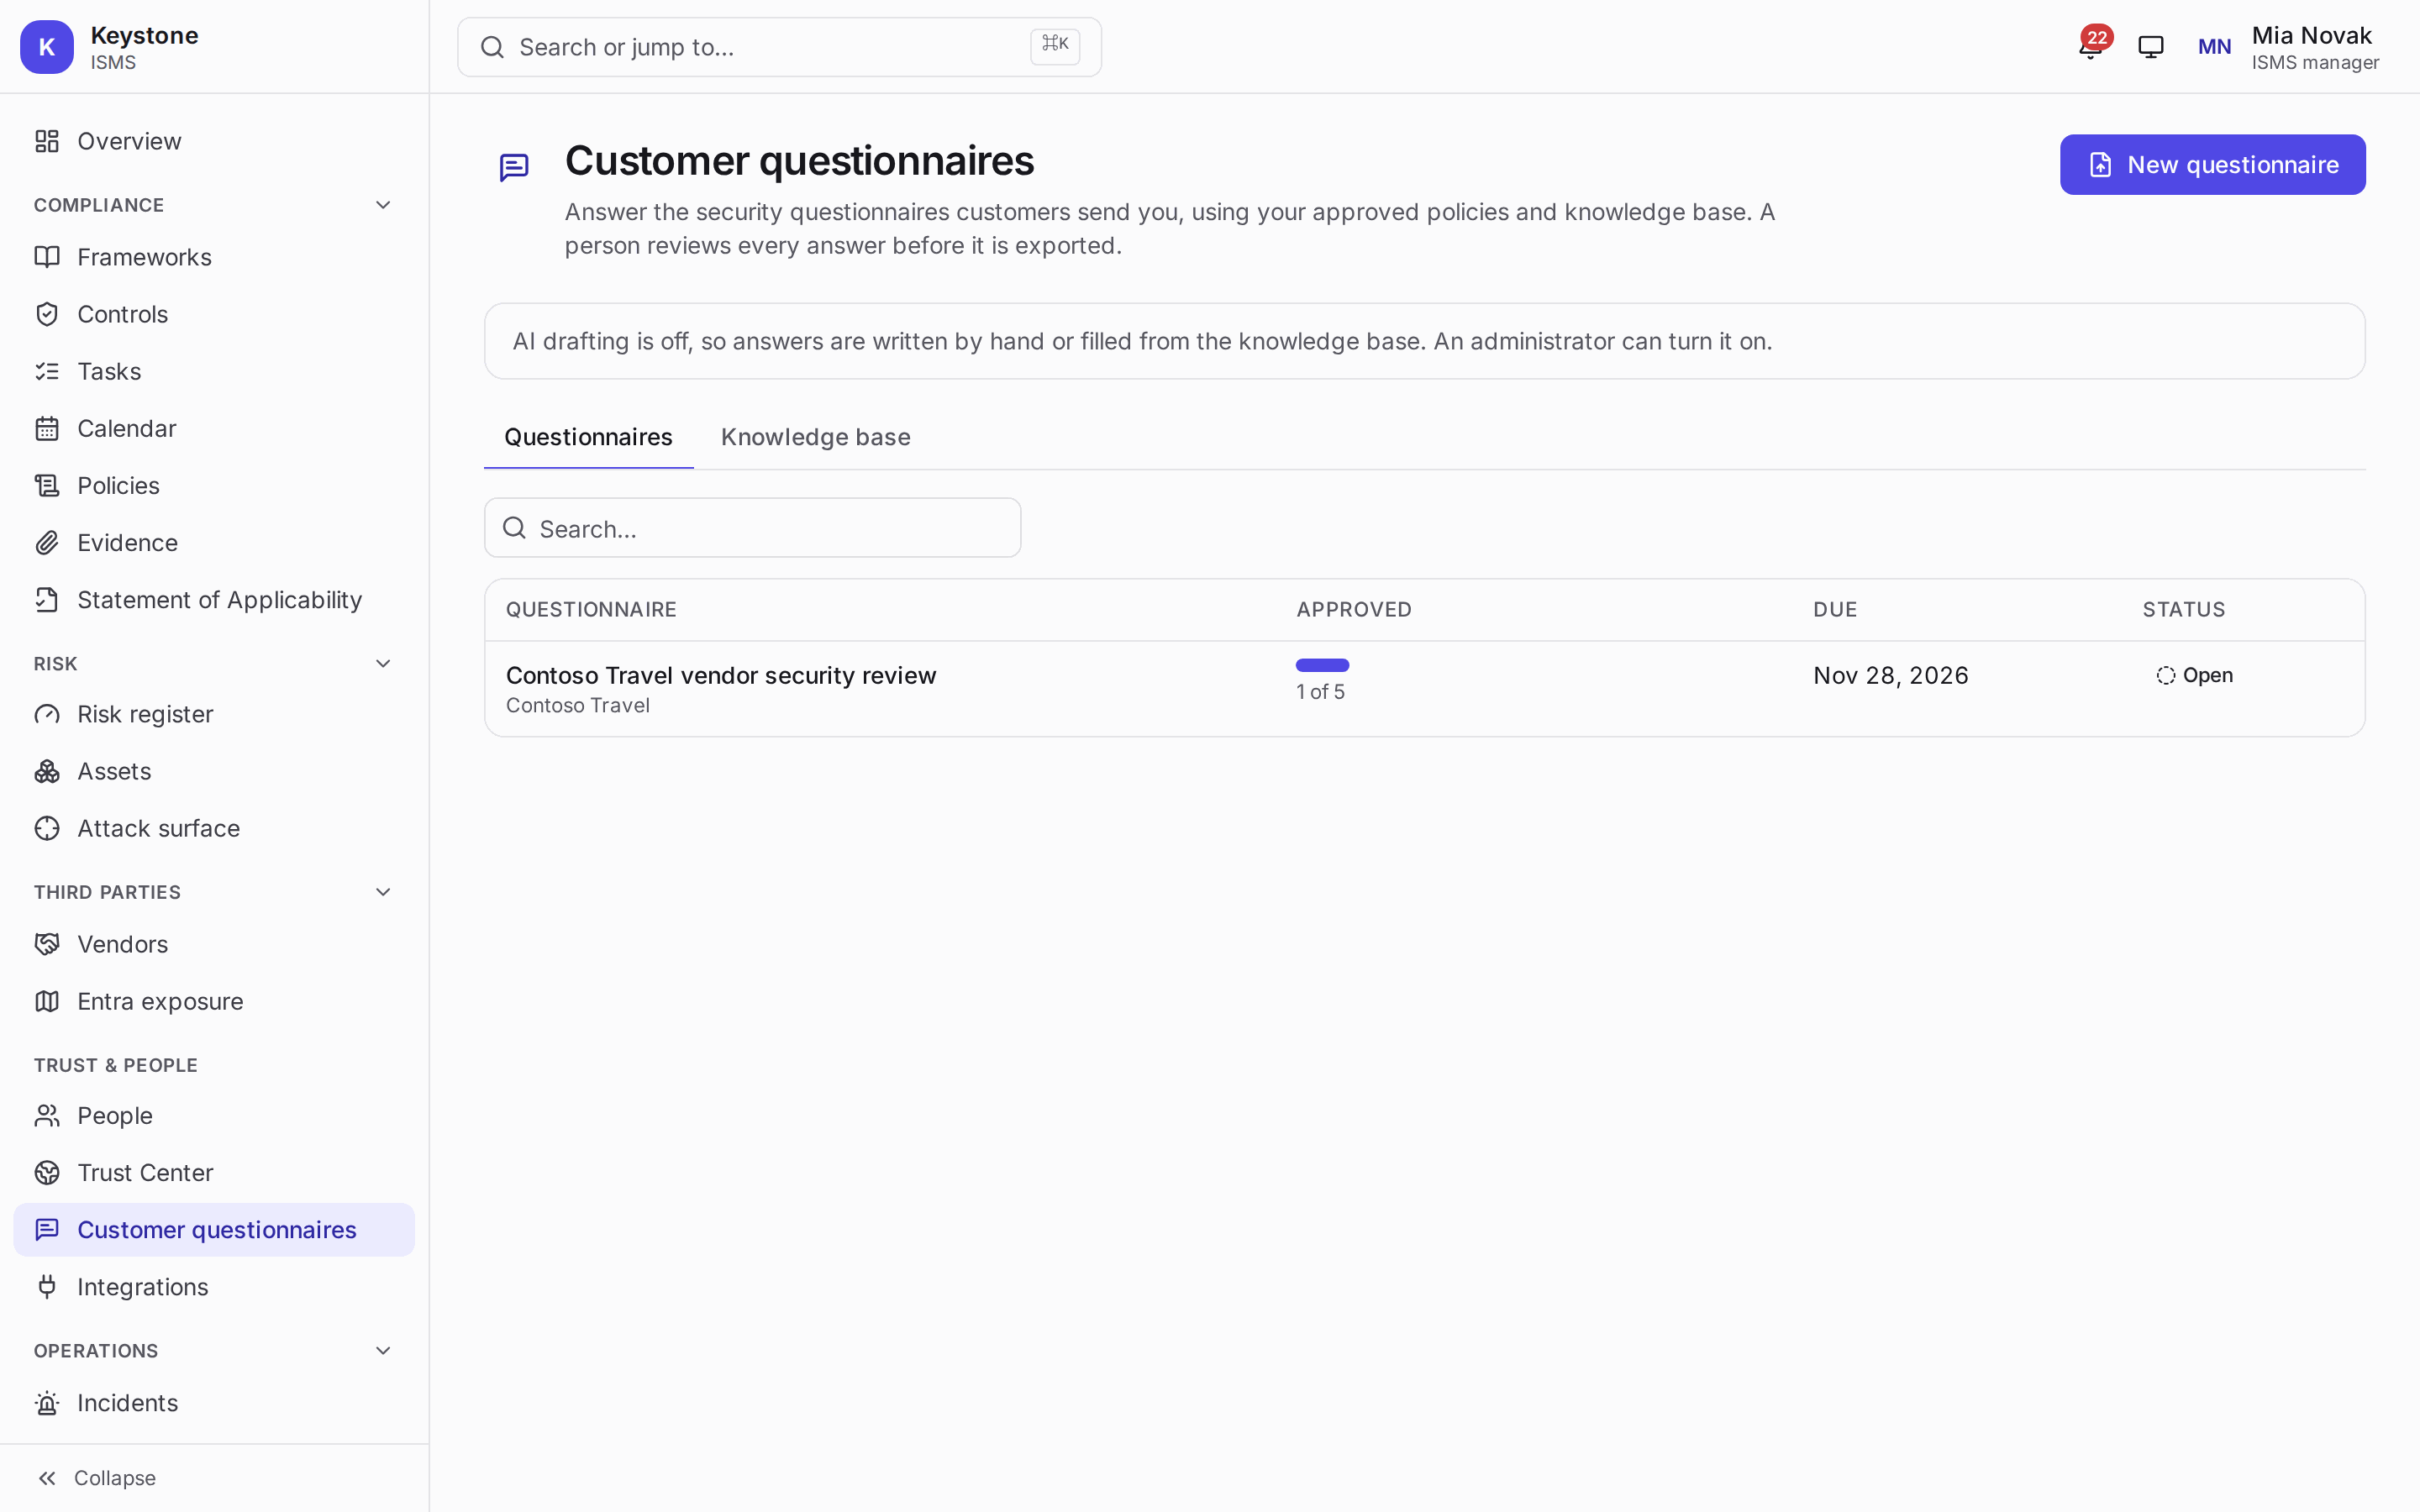 K
Keystone
ISMS
Search or jump to...
⌘K
22
MN
Mia Novak
ISMS manager
Overview
COMPLIANCE
Frameworks
Controls
Tasks
Calendar
Policies
Evidence
Statement of Applicability
RISK
Risk register
Assets
Attack surface
THIRD PARTIES
Vendors
Entra exposure
TRUST & PEOPLE
People
Trust Center
Customer questionnaires
Integrations
OPERATIONS
Incidents
Collapse
Customer questionnaires
Answer the security questionnaires customers send you, using your approved policies and knowledge base. A
person reviews every answer before it is exported.
New questionnaire
AI drafting is off, so answers are written by hand or filled from the knowledge base. An administrator can turn it on.
Questionnaires
Knowledge base
Search...
QUESTIONNAIRE
APPROVED
DUE
STATUS
Contoso Travel vendor security review
Contoso Travel
1 of 5
Nov 28, 2026
Open